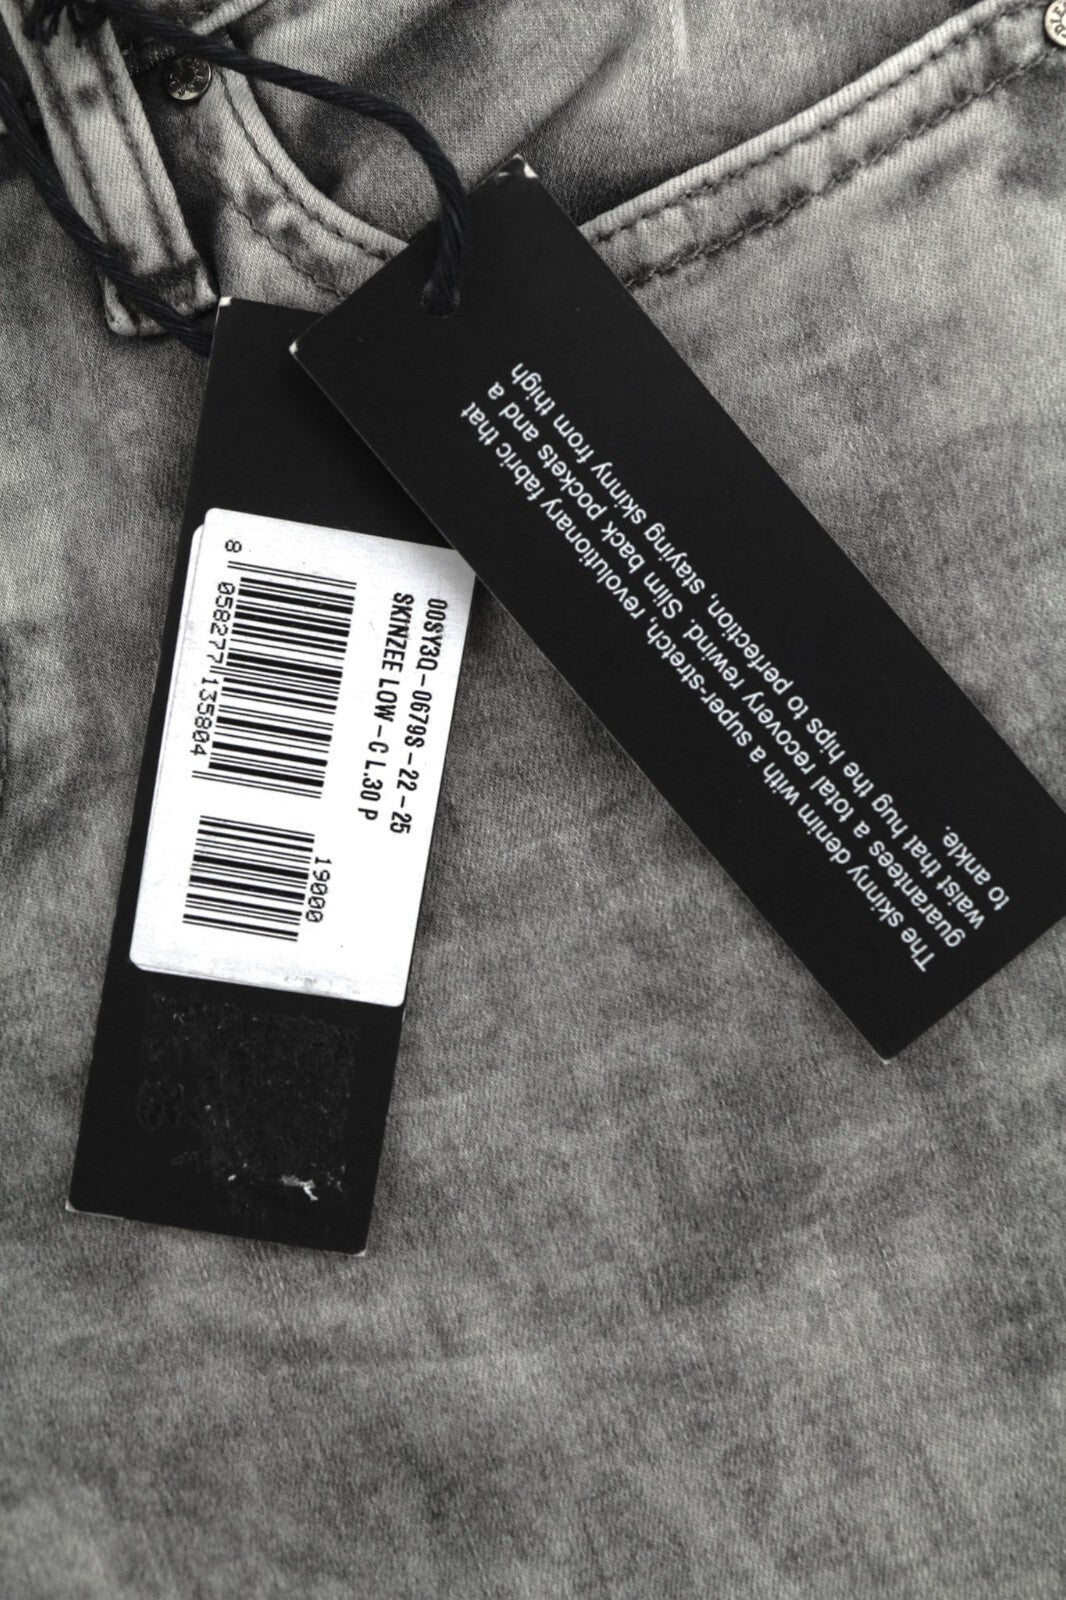 8 058277 135804
00SY3Q-0679S-22-25
SKINZEE LOW-C L.30 P
19000
The skinny denim with a super-stretch, revolutionary fabric that
guarantees a total recovery rewind. Slim back pockets and a
waist that hug the hips to perfection, staying skinny from thigh
to ankle.